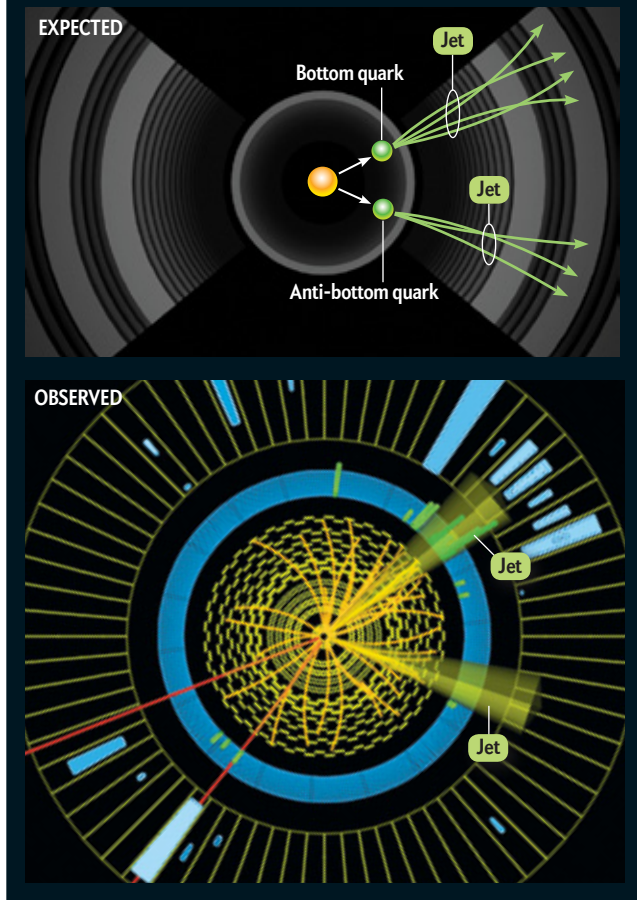 EXPECTED
Jet
Bottom quark
Jet
Anti-bottom quark
OBSERVED
Jet
Jet